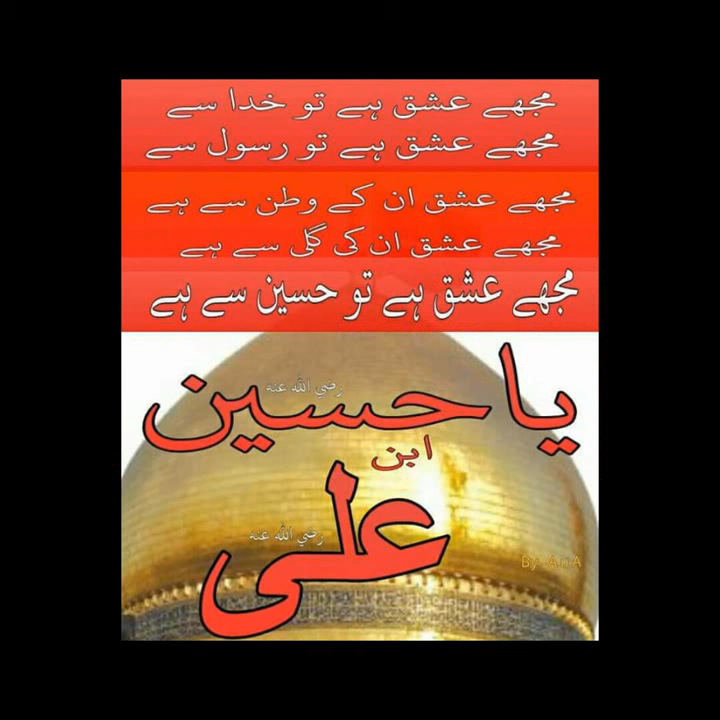 مجھے عشق ہے تو خدا سے
مجھے عشق ہے تو رسول سے
مجھے عشق ان کے وطن سے ہے
مجھے عشق ان کی گلی سے ہے
مجھے عشق ہے تو حسین سے ہے
یا حسین رضي الله عنه
ابن
علی رضي الله عنه